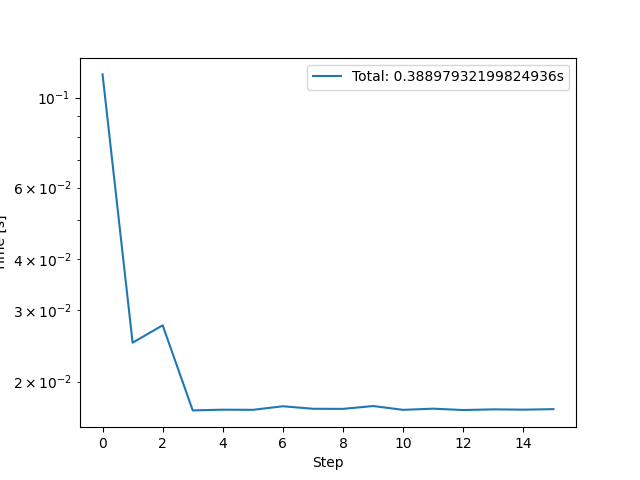 Total: 0.38897932199824936s
10⁻¹
6 × 10⁻²
4 × 10⁻²
3 × 10⁻²
2 × 10⁻²
[s]
0 2 4 6 8 10 12 14
Step